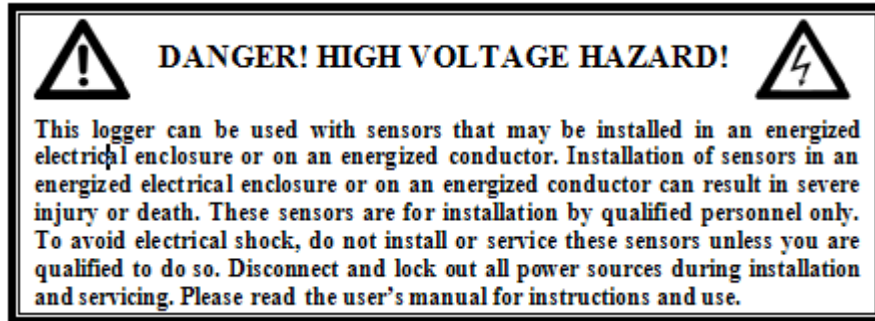 DANGER! HIGH VOLTAGE HAZARD!
This logger can be used with sensors that may be installed in an energized
electrical enclosure or on an energized conductor. Installation of sensors in an
energized electrical enclosure or on an energized conductor can result in severe
injury or death. These sensors are for installation by qualified personnel only.
To avoid electrical shock, do not install or service these sensors unless you are
qualified to do so. Disconnect and lock out all power sources during installation
and servicing. Please read the user's manual for instructions and use.